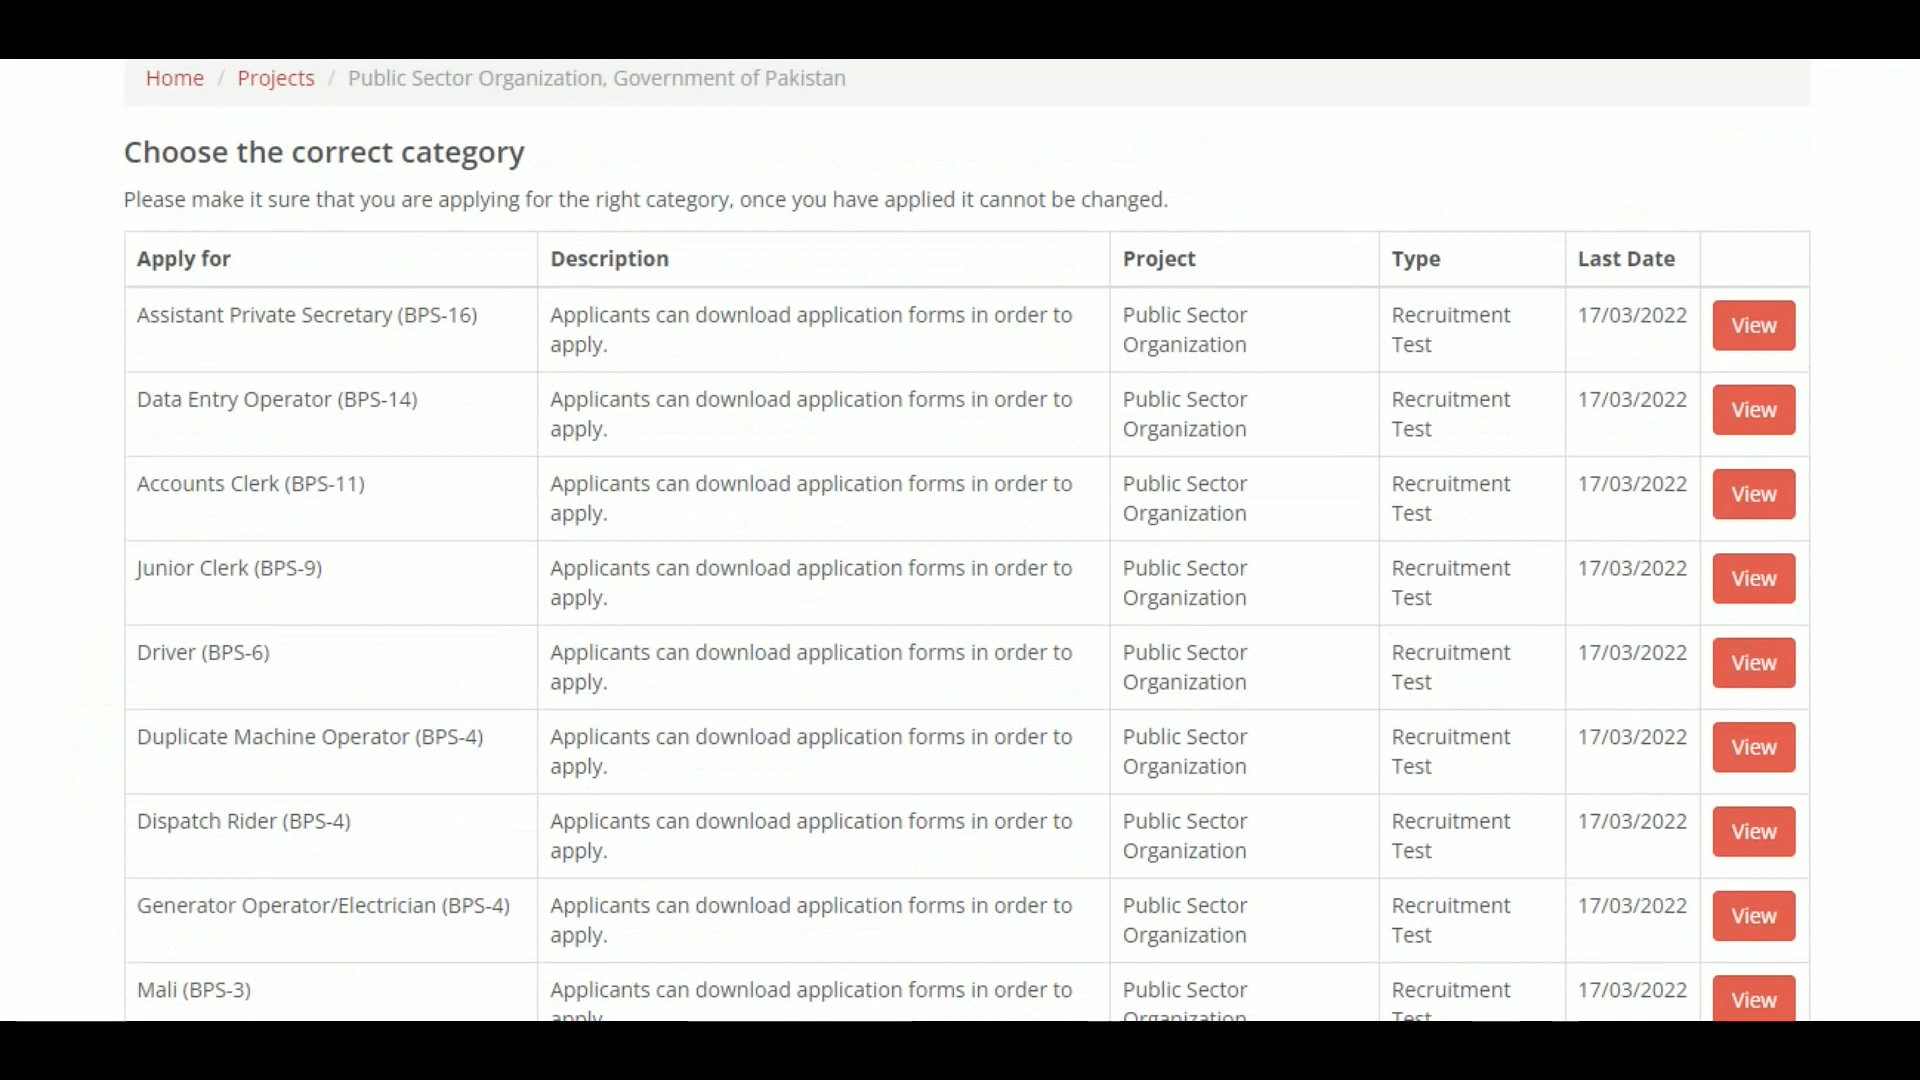 Home / Projects / Public Sector Organization, Government of Pakistan
Choose the correct category
Please make it sure that you are applying for the right category, once you have applied it cannot be changed.
Apply for Description Project Type Last Date
Assistant Private Secretary (BPS-16) Applicants can download application forms in order to apply. Public Sector Organization Recruitment Test 17/03/2022 View
Data Entry Operator (BPS-14) Applicants can download application forms in order to apply. Public Sector Organization Recruitment Test 17/03/2022 View
Accounts Clerk (BPS-11) Applicants can download application forms in order to apply. Public Sector Organization Recruitment Test 17/03/2022 View
Junior Clerk (BPS-9) Applicants can download application forms in order to apply. Public Sector Organization Recruitment Test 17/03/2022 View
Driver (BPS-6) Applicants can download application forms in order to apply. Public Sector Organization Recruitment Test 17/03/2022 View
Duplicate Machine Operator (BPS-4) Applicants can download application forms in order to apply. Public Sector Organization Recruitment Test 17/03/2022 View
Dispatch Rider (BPS-4) Applicants can download application forms in order to apply. Public Sector Organization Recruitment Test 17/03/2022 View
Generator Operator/Electrician (BPS-4) Applicants can download application forms in order to apply. Public Sector Organization Recruitment Test 17/03/2022 View
Mali (BPS-3) Applicants can download application forms in order to apply Public Sector Organization Recruitment Test 17/03/2022 View